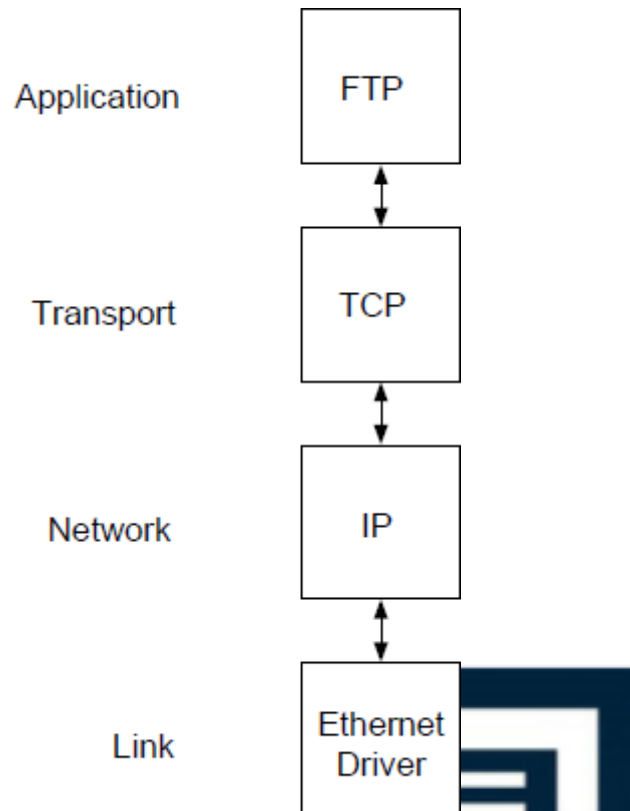 Application
FTP
Transport
TCP
Network
IP
Link
Ethernet
Driver